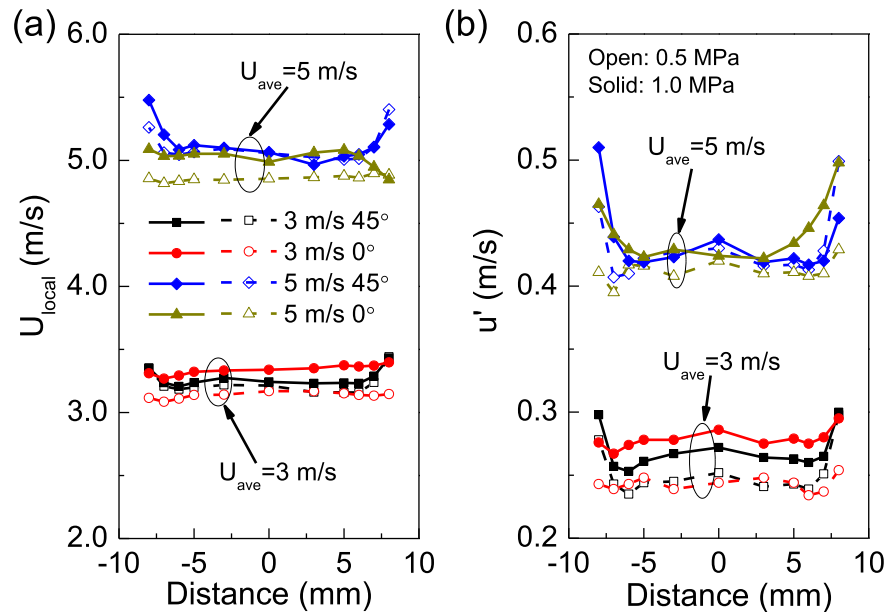 (a)
6.0
5.0
4.0
3.0
2.0
U_local (m/s)
U_ave=5 m/s
3 m/s 45°
3 m/s 0°
5 m/s 45°
5 m/s 0°
U_ave=3 m/s
-10
-5
0
5
10
Distance (mm)
(b)
0.6
0.5
0.4
0.3
0.2
u' (m/s)
Open: 0.5 MPa
Solid: 1.0 MPa
U_ave=5 m/s
U_ave=3 m/s
-10
-5
0
5
10
Distance (mm)